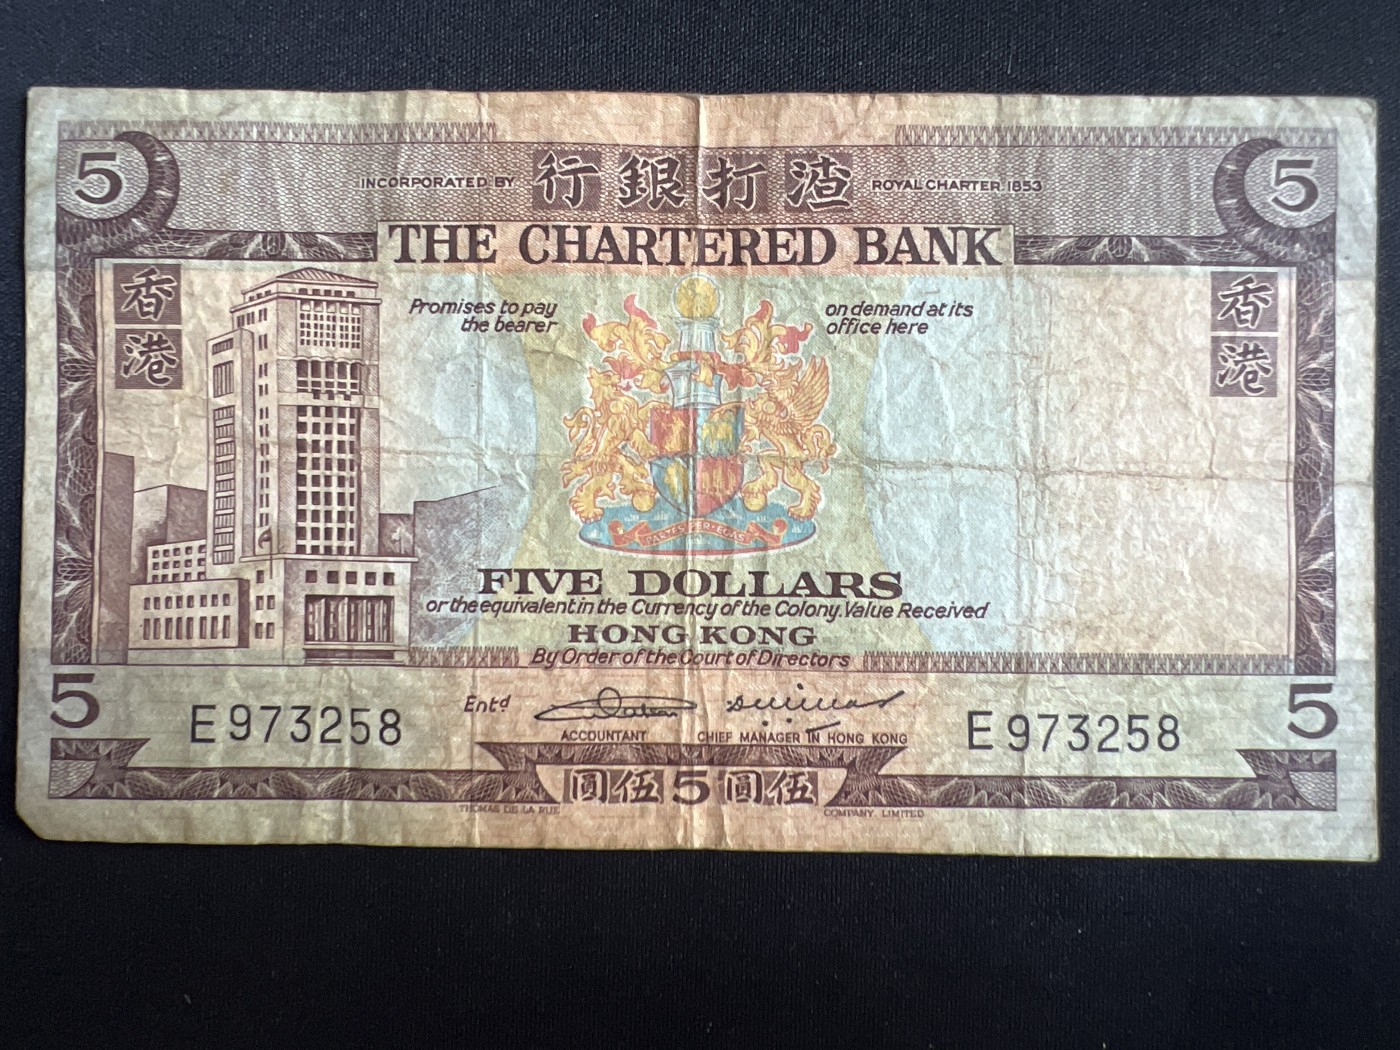 5
INCORPORATED BY 行銀打渣 ROYAL CHARTER 1853
5
THE CHARTERED BANK
香港
香港
Promises to pay
the bearer
on demand at its
office here
FIVE DOLLARS
or the equivalent in the Currency of the Colony. Value Received
HONG KONG
By Order of the Court of Directors
5
5
E 973258
Entd
ACCOUNTANT
CHIEF MANAGER IN HONG KONG
E 973258
圓伍 5 圓伍
THOMAS DE LA RUE
COMPANY, LIMITED